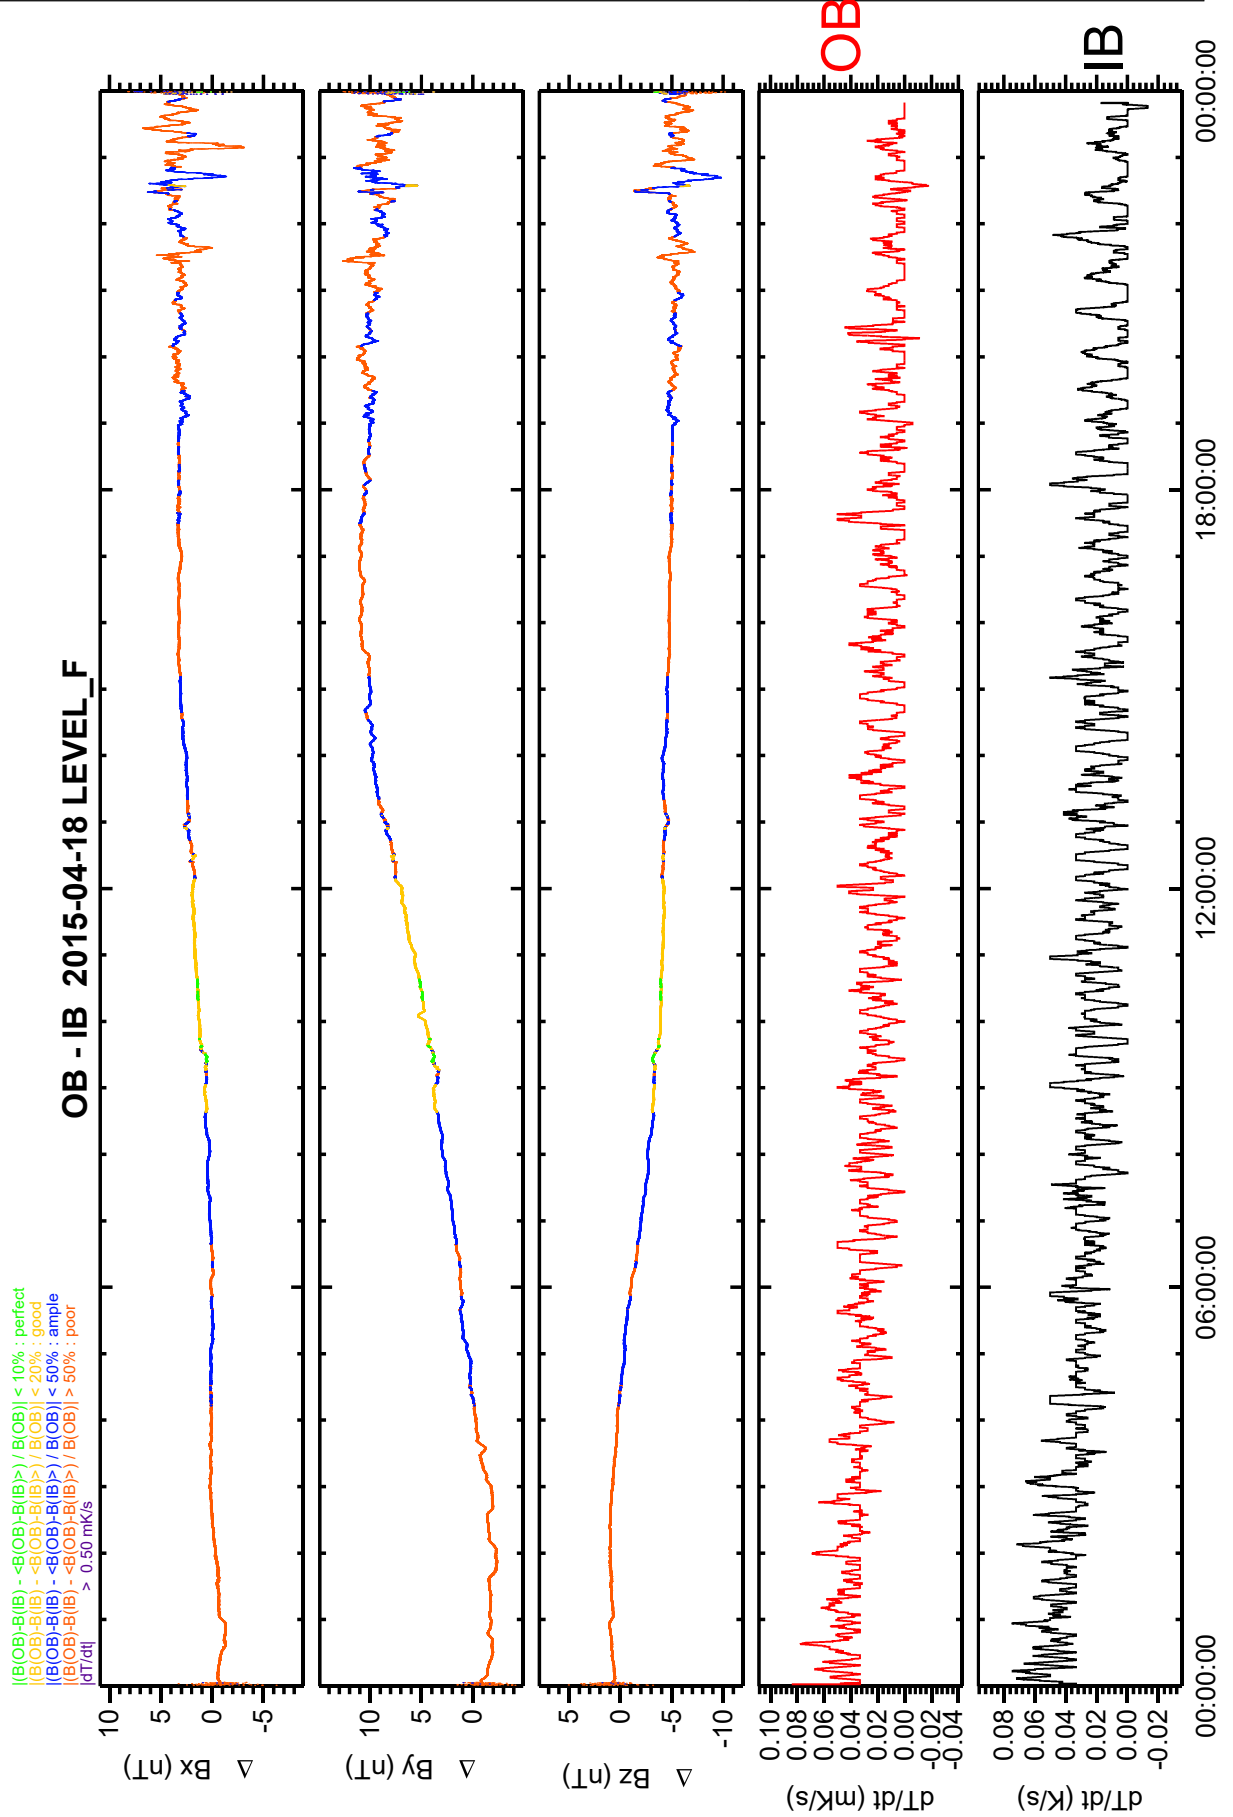 |(B(OB)-B(IB) - <B(OB)-B(IB)>) / B(OB)| < 10% : perfect
|(B(OB)-B(IB) - <B(OB)-B(IB)>) / B(OB)| < 20% : good
|(B(OB)-B(IB) - <B(OB)-B(IB)>) / B(OB)| < 50% : ample
|(B(OB)-B(IB) - <B(OB)-B(IB)>) / B(OB)| > 50% : poor
|dT/dt| > 0.50 mK/s
OB - IB 2015-04-18 LEVEL_F
Δ Bx (nT)
10
5
0
-5
Δ By (nT)
10
5
0
Δ Bz (nT)
5
0
-5
-10
dT/dt (mK/s)
0.10
0.08
0.06
0.04
0.02
0.00
-0.02
-0.04
OB
dT/dt (K/s)
0.08
0.06
0.04
0.02
0.00
-0.02
IB
00:00:00
06:00:00
12:00:00
18:00:00
00:00:00